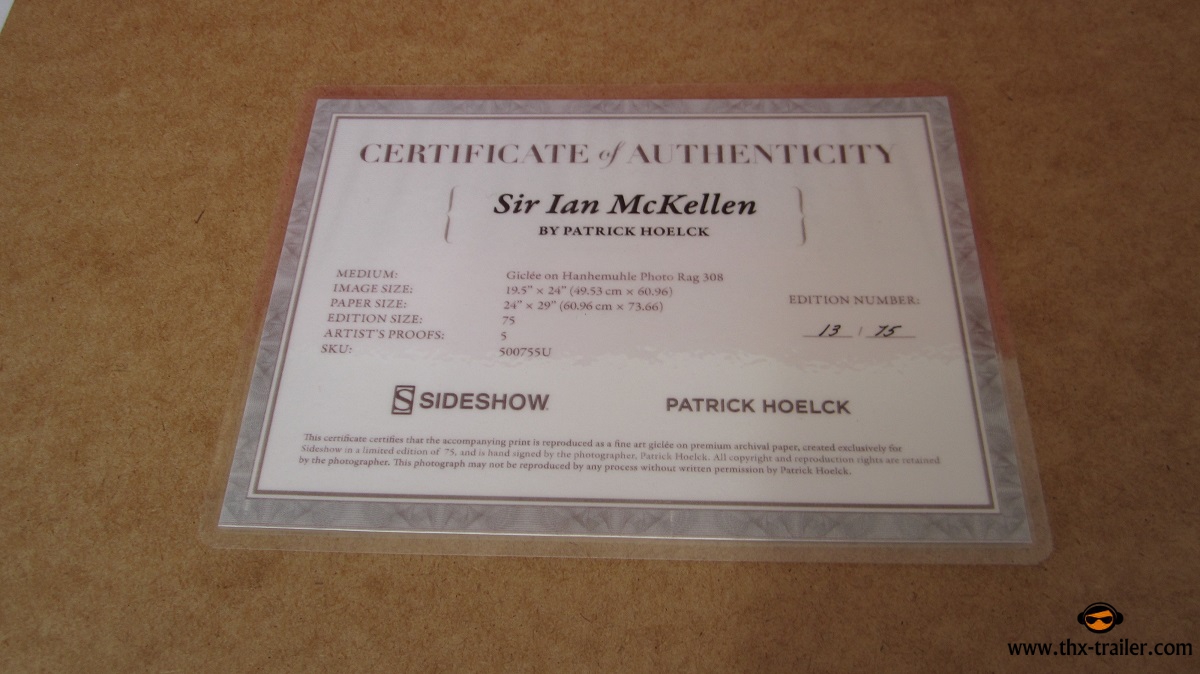 CERTIFICATE of AUTHENTICITY
Sir Ian McKellen
BY PATRICK HOELCK
MEDIUM: Giclée on Hanhemuhle Photo Rag 308
IMAGE SIZE: 19.5” × 24” (49.53 cm × 60.96)
PAPER SIZE: 24” × 29” (60.96 cm × 73.66)
EDITION SIZE: 75
ARTIST'S PROOFS: 5
SKU: 500755U
EDITION NUMBER:
13 / 75
SIDESHOW
PATRICK HOELCK
This certificate certifies that the accompanying print is reproduced as a fine art giclée on premium archival paper, created exclusively for
Sideshow in a limited edition of 75, and is hand signed by the photographer, Patrick Hoelck. All copyright and reproduction rights are retained
by the photographer. This photograph may not be reproduced by any process without written permission by Patrick Hoelck.
www.thx-trailer.com